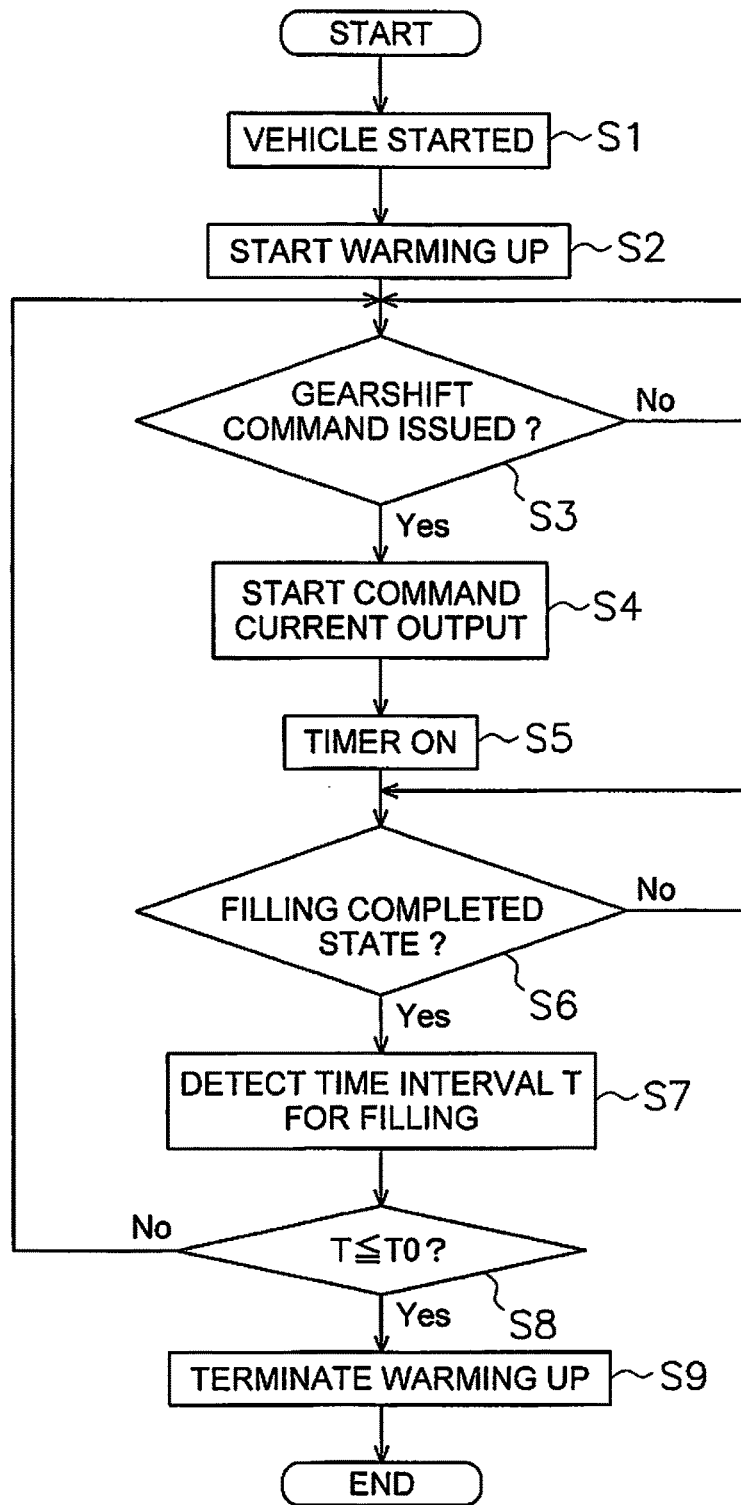 START
VEHICLE STARTED
S1
START WARMING UP
S2
GEARSHIFT
COMMAND ISSUED ?
No
S3
Yes
START COMMAND
CURRENT OUTPUT
S4
TIMER ON
S5
FILLING COMPLETED
STATE ?
No
S6
Yes
DETECT TIME INTERVAL T
FOR FILLING
S7
No
T≦T0?
S8
Yes
TERMINATE WARMING UP
S9
END